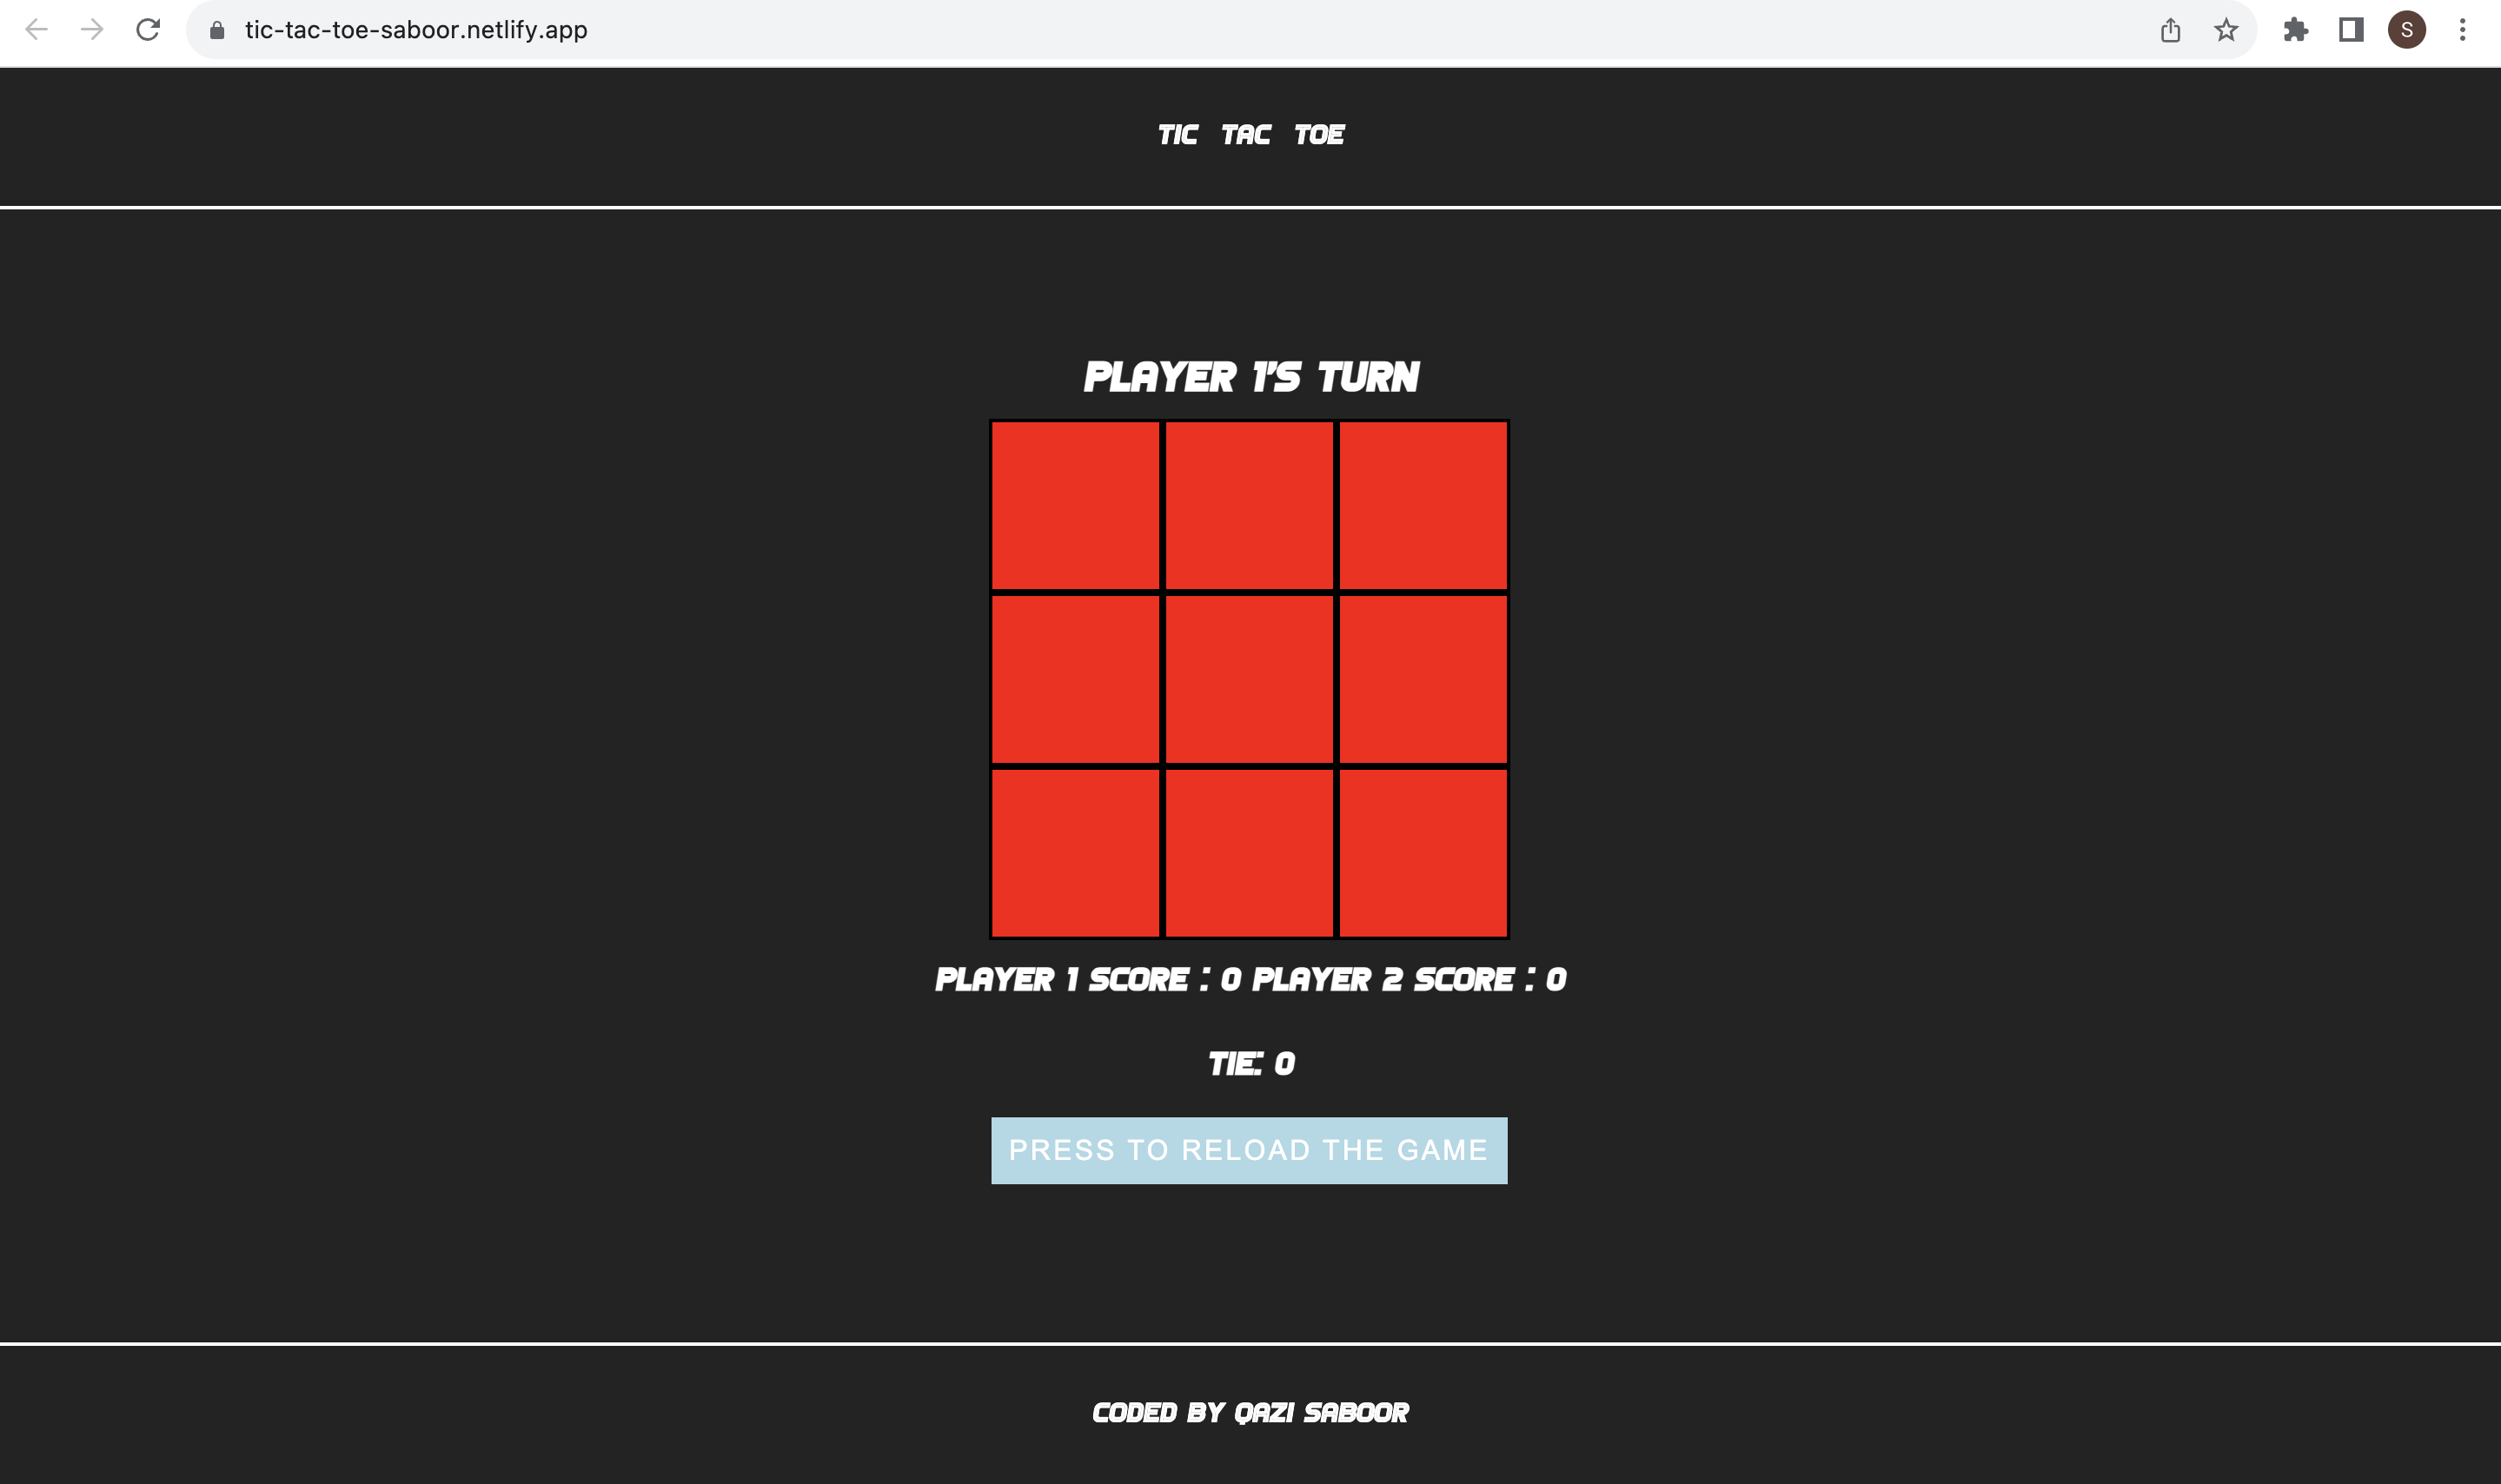 tic-tac-toe-saboor.netlify.app
S
TIC TAC TOE
PLAYER 1'S TURN
PLAYER 1 SCORE : 0 PLAYER 2 SCORE : 0
TIE: 0
PRESS TO RELOAD THE GAME
CODED BY QAZI SABOOR